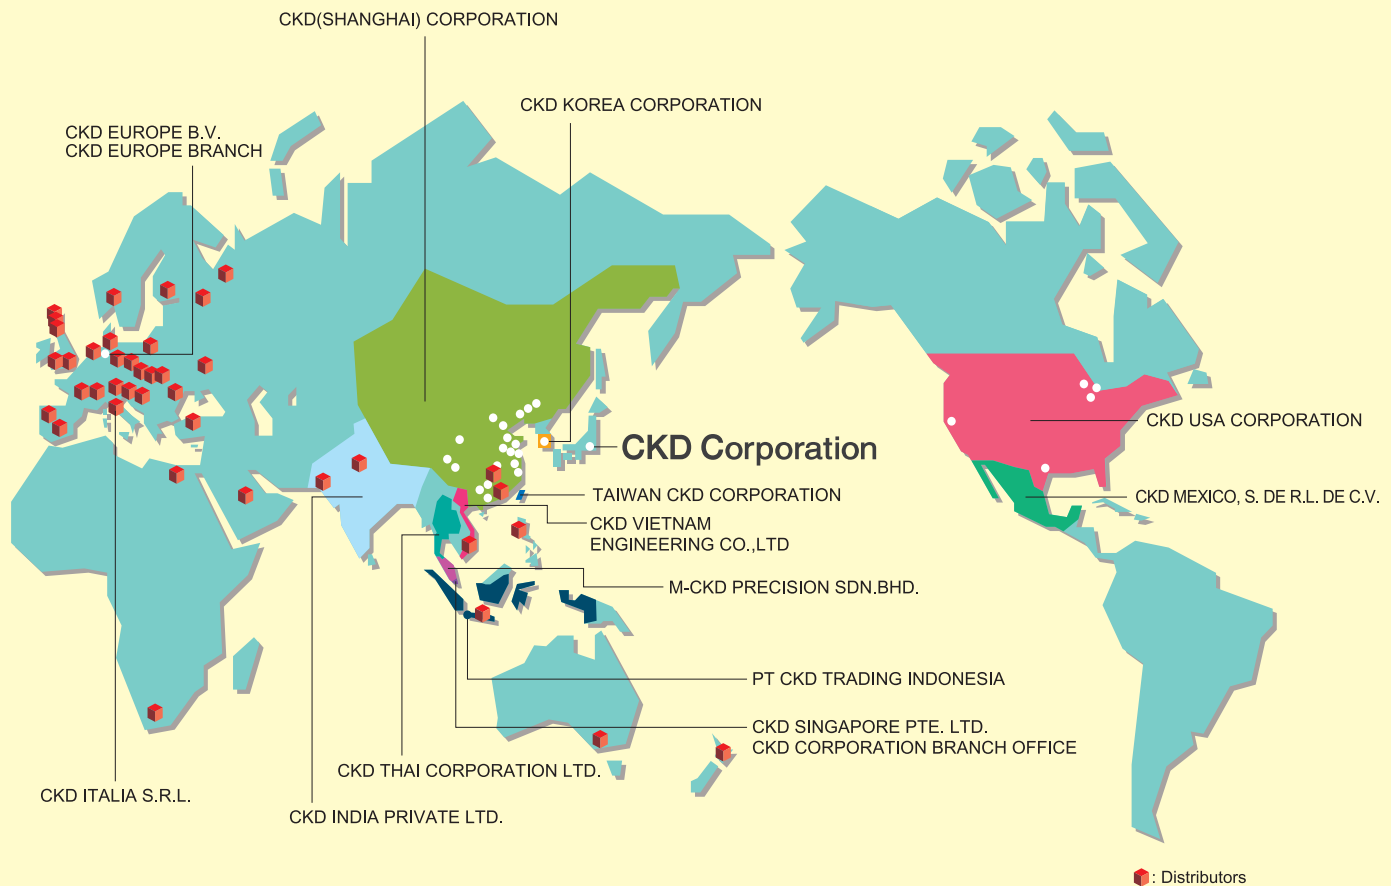 CKD(SHANGHAI) CORPORATION
CKD KOREA CORPORATION
CKD EUROPE B.V.
CKD EUROPE BRANCH
CKD USA CORPORATION
CKD Corporation
TAIWAN CKD CORPORATION
CKD MEXICO, S. DE R.L. DE C.V.
CKD VIETNAM
ENGINEERING CO.,LTD
M-CKD PRECISION SDN.BHD.
PT CKD TRADING INDONESIA
CKD SINGAPORE PTE. LTD.
CKD CORPORATION BRANCH OFFICE
CKD THAI CORPORATION LTD.
CKD ITALIA S.R.L.
CKD INDIA PRIVATE LTD.
: Distributors